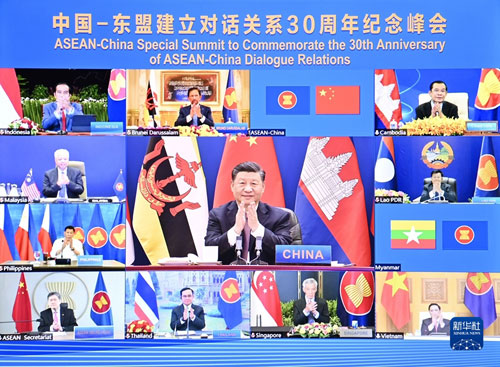 中国-东盟建立对话关系30周年纪念峰会
ASEAN-China Special Summit to Commemorate the 30th Anniversary
of ASEAN-China Dialogue Relations
Indonesia
Brunei Darussalam
ASEAN-China
Cambodia
Malaysia
CHINA
Lao PDR
Philippines
Myanmar
ASEAN Secretariat
Thailand
Singapore
Vietnam
新华社
XINHUA NEWS